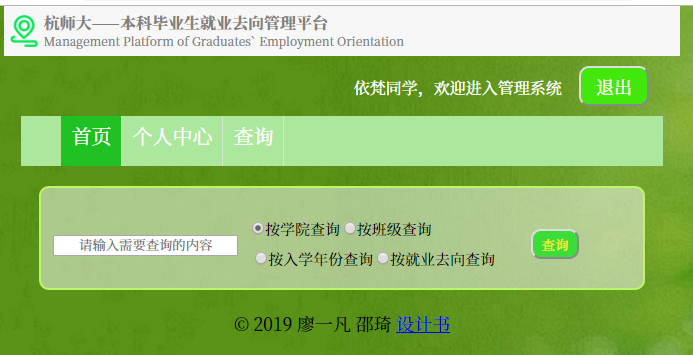 杭师大——本科毕业生就业去向管理平台
Management Platform of Graduates` Employment Orientation
依梵同学，欢迎进入管理系统 退出
首页 个人中心 查询
请输入需要查询的内容
按学院查询 按班级查询
按入学年份查询 按就业去向查询
查询
© 2019 廖一凡 邵琦 设计书